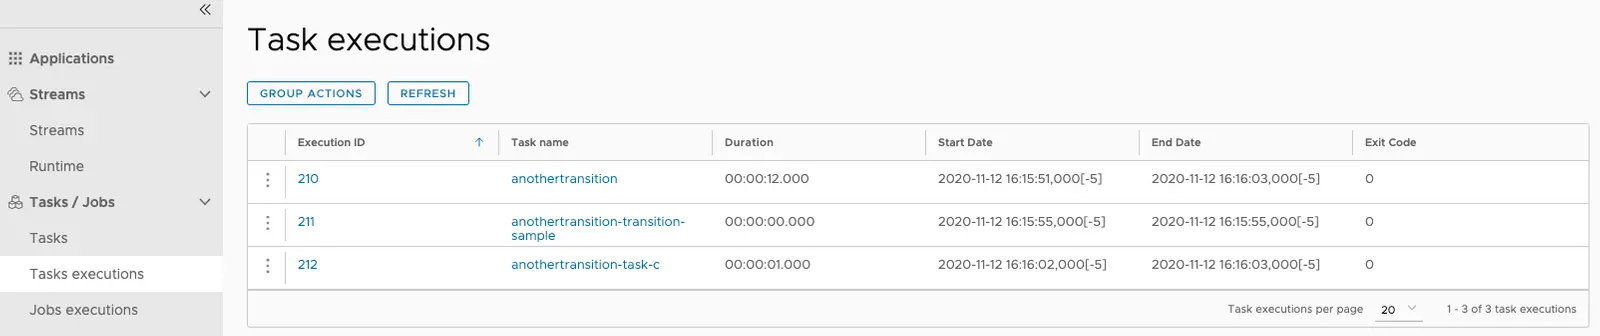 Applications
Streams
Streams
Runtime
Tasks / Jobs
Tasks
Tasks executions
Jobs executions
Task executions
GROUP ACTIONS REFRESH
Execution ID Task name Duration Start Date End Date Exit Code
210 anothertransition 00:00:12.000 2020-11-12 16:15:51,000[-5] 2020-11-12 16:16:03,000[-5] 0
211 anothertransition-transition- 00:00:00.000 2020-11-12 16:15:55,000[-5] 2020-11-12 16:15:55,000[-5] 0
sample
212 anothertransition-task-c 00:00:01.000 2020-11-12 16:16:02,000[-5] 2020-11-12 16:16:03,000[-5] 0
Task executions per page 20 1 - 3 of 3 task executions